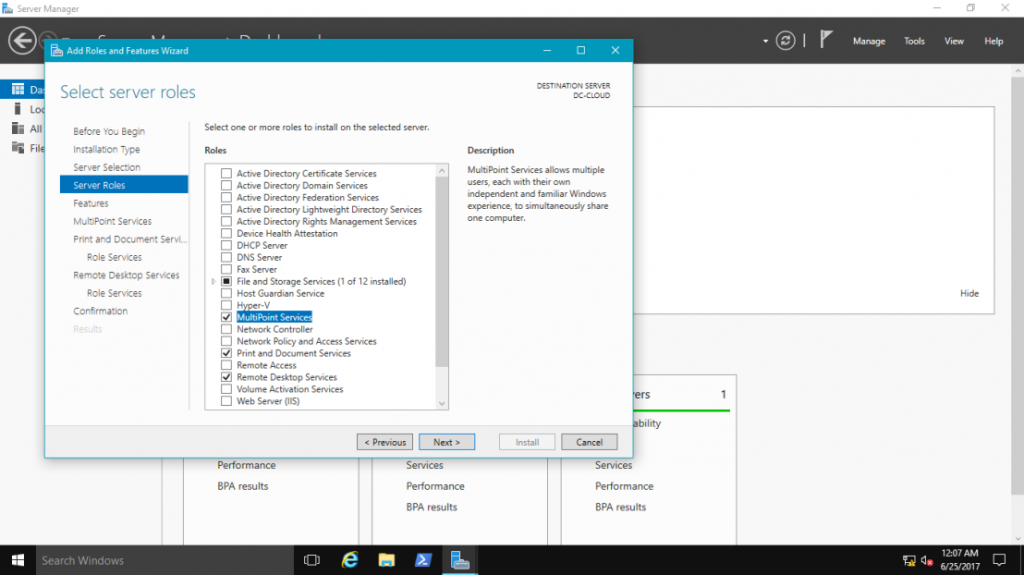 Server Manager
Manage
Tools
View
Help
Add Roles and Features Wizard
Select server roles
DESTINATION SERVER
DC-CLOUD
Before You Begin
Installation Type
Server Selection
Server Roles
Features
MultiPoint Services
Print and Document Servi...
Role Services
Remote Desktop Services
Role Services
Confirmation
Results
Select one or more roles to install on the selected server.
Roles
Active Directory Certificate Services
Active Directory Domain Services
Active Directory Federation Services
Active Directory Lightweight Directory Services
Active Directory Rights Management Services
Device Health Attestation
DHCP Server
DNS Server
Fax Server
File and Storage Services (1 of 12 installed)
Host Guardian Service
Hyper-V
MultiPoint Services
Network Controller
Network Policy and Access Services
Print and Document Services
Remote Access
Remote Desktop Services
Volume Activation Services
Web Server (IIS)
Description
MultiPoint Services allows multiple
users, each with their own
independent and familiar Windows
experience, to simultaneously share
one computer.
< Previous
Next >
Install
Cancel
Das
Loc
All
File
Hide
vers
1
ability
Performance
BPA results
Services
Performance
BPA results
Services
Performance
BPA results
Search Windows
12:07 AM
6/25/2017